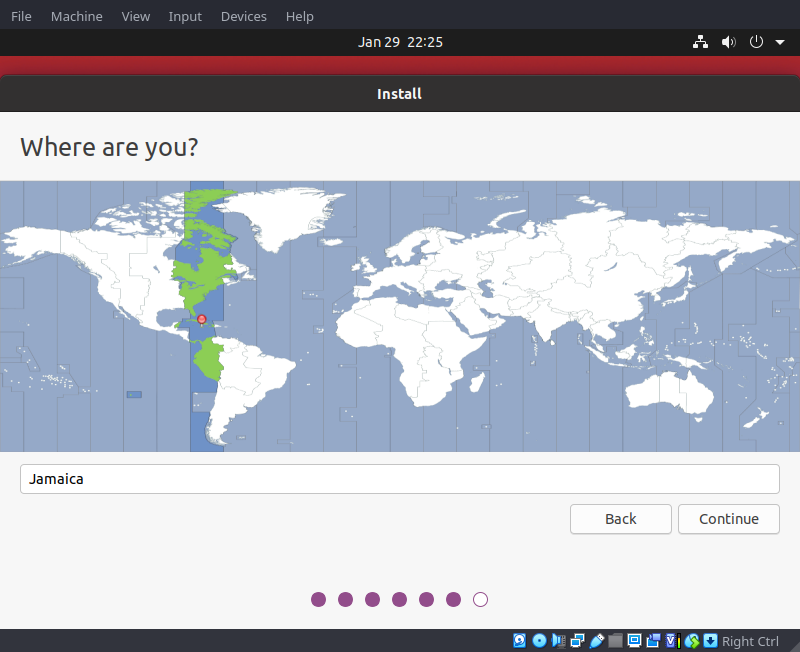 File Machine View Input Devices Help
Jan 29 22:25
Install
Where are you?
Jamaica
Back Continue
Right Ctrl